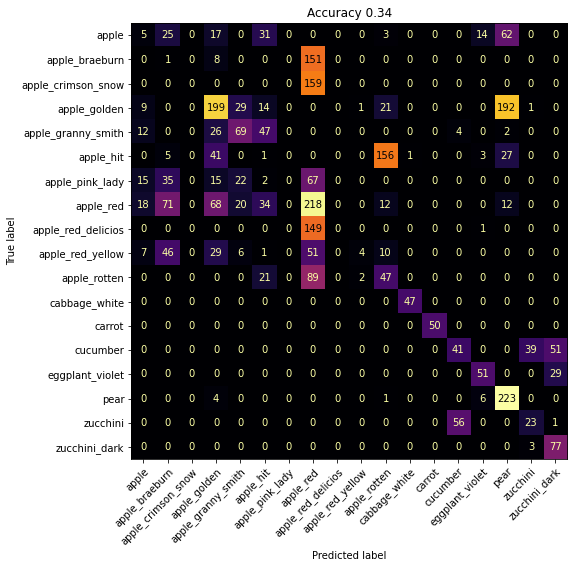 Accuracy 0.34
apple 5 25 0 17 0 31 0 0 0 0 3 0 0 0 14 62 0 0
apple_braeburn 0 1 0 8 0 0 0 151 0 0 0 0 0 0 0 0 0 0
apple_crimson_snow 0 0 0 0 0 0 0 159 0 0 0 0 0 0 0 0 0 0
apple_golden 9 0 0 199 29 14 0 0 0 1 21 0 0 0 0 192 1 0
apple_granny_smith 12 0 0 26 69 47 0 0 0 0 0 0 0 4 0 2 0 0
apple_hit 0 5 0 41 0 1 0 0 0 0 156 1 0 0 3 27 0 0
apple_pink_lady 15 35 0 15 22 2 0 67 0 0 0 0 0 0 0 0 0 0
apple_red 18 71 0 68 20 34 0 218 0 0 12 0 0 0 0 12 0 0
apple_red_delicios 0 0 0 0 0 0 0 149 0 0 0 0 0 0 1 0 0 0
apple_red_yellow 7 46 0 29 6 1 0 51 0 4 10 0 0 0 0 0 0 0
apple_rotten 0 0 0 0 0 21 0 89 0 2 47 0 0 0 0 0 0 0
cabbage_white 0 0 0 0 0 0 0 0 0 0 0 47 0 0 0 0 0 0
carrot 0 0 0 0 0 0 0 0 0 0 0 0 50 0 0 0 0 0
cucumber 0 0 0 0 0 0 0 0 0 0 0 0 0 41 0 0 39 51
eggplant_violet 0 0 0 0 0 0 0 0 0 0 0 0 0 0 51 0 0 29
pear 0 0 0 4 0 0 0 0 0 0 1 0 0 0 6 223 0 0
zucchini 0 0 0 0 0 0 0 0 0 0 0 0 0 56 0 0 23 1
zucchini_dark 0 0 0 0 0 0 0 0 0 0 0 0 0 0 0 0 3 77
True label
apple
apple_braeburn
apple_crimson_snow
apple_golden
apple_granny_smith
apple_hit
apple_pink_lady
apple_red
apple_red_delicios
apple_red_yellow
apple_rotten
cabbage_white
carrot
cucumber
eggplant_violet
pear
zucchini
zucchini_dark
Predicted label